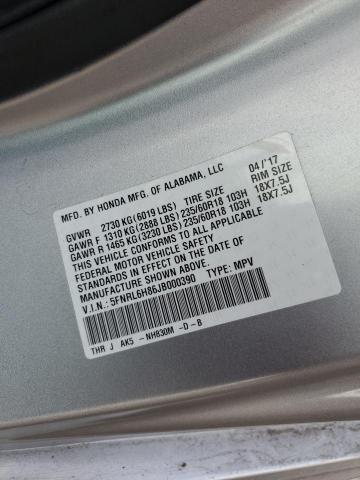 MFD. BY HONDA MFG. OF ALABAMA, LLC 04/'17
GVWR 2730 KG (6019 LBS) TIRE SIZE RIM SIZE
GAWR F 1310 KG (2888 LBS) 235/60R18 103H 18X7.5J
GAWR R 1465 KG (3230 LBS) 235/60R18 103H 18X7.5J
THIS VEHICLE CONFORMS TO ALL APPLICABLE
FEDERAL MOTOR VEHICLE SAFETY
STANDARDS IN EFFECT ON THE DATE OF
MANUFACTURE SHOWN ABOVE.
V.I.N.: 5FNRL6H86JB000390 TYPE: MPV
THR J AK5 -NH830M -D-B